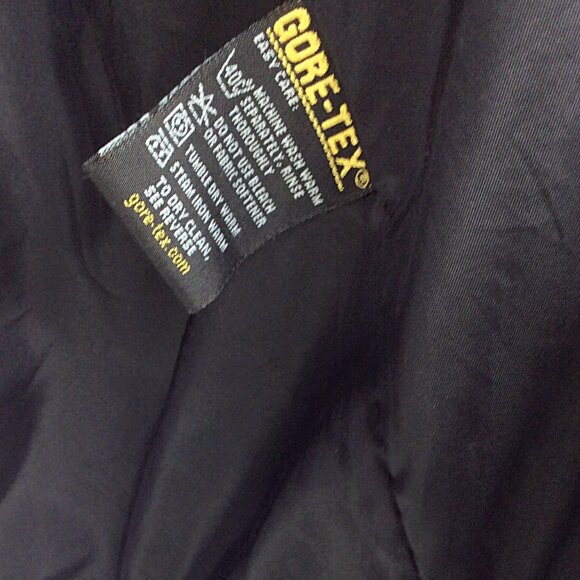 GORE-TEX®
EASY CARE:
40° MACHINE WASH WARM
SEPARATELY, RINSE
THOROUGHLY
DO NOT USE BLEACH
OR FABRIC SOFTENER
TUMBLE DRY WARM
STEAM IRON WARM
TO DRY CLEAN,
SEE REVERSE
gore-tex.com